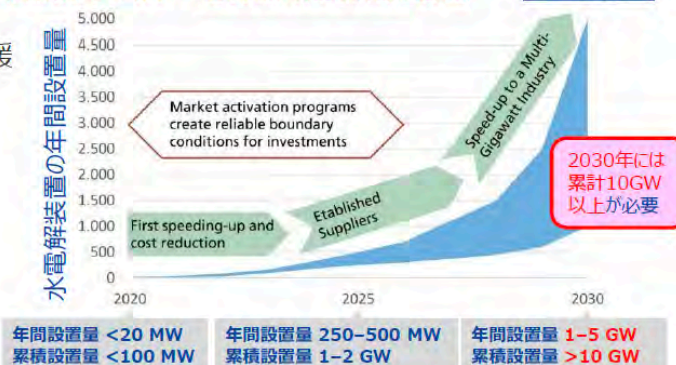 援
水電解装置の年間設置量
5.000
4.500
4.000
3.500
3.000
2.500
2.000
1.500
1.000
500
0
Market activation programs
create reliable boundary
conditions for investments
First speeding-up and
cost reduction
Etablished
Suppliers
Speed-up to a Multi-
Gigawatt Industry
2030年には
累計10GW
以上が必要
2020
2025
2030
年間設置量 <20 MW
累積設置量 <100 MW
年間設置量 250–500 MW
累積設置量 1–2 GW
年間設置量 1–5 GW
累積設置量 >10 GW